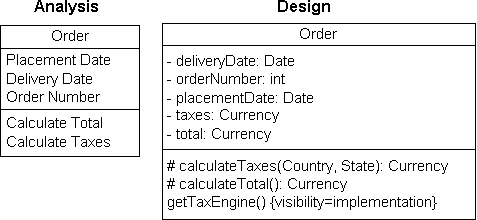 Analysis
Order
Placement Date
Delivery Date
Order Number
Calculate Total
Calculate Taxes
Design
Order
- deliveryDate: Date
- orderNumber: int
- placementDate: Date
- taxes: Currency
- total: Currency
# calculateTaxes(Country, State): Currency
# calculateTotal(): Currency
getTaxEngine() {visibility=implementation}